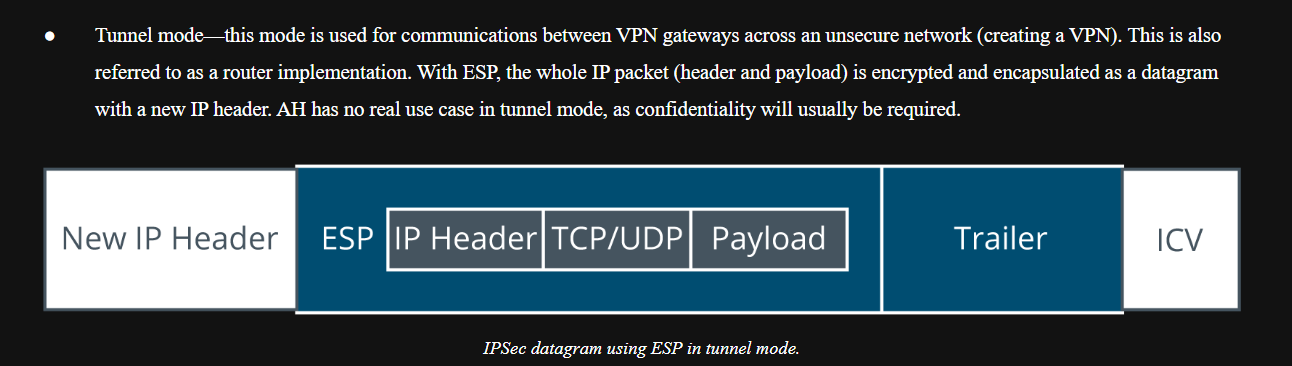 ● Tunnel mode—this mode is used for communications between VPN gateways across an unsecure network (creating a VPN). This is also
referred to as a router implementation. With ESP, the whole IP packet (header and payload) is encrypted and encapsulated as a datagram
with a new IP header. AH has no real use case in tunnel mode, as confidentiality will usually be required.
New IP Header ESP IP Header TCP/UDP Payload Trailer ICV
IPSec datagram using ESP in tunnel mode.